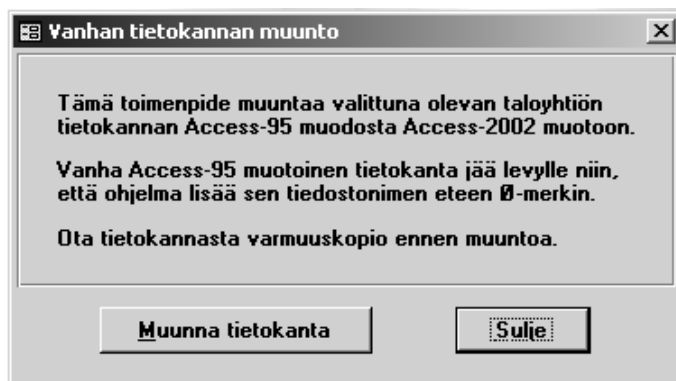 Vanhan tietokannan muunto
Tämä toimenpide muuntaa valittuna olevan taloyhtiön
tietokannan Access-95 muodosta Access-2002 muotoon.
Vanha Access-95 muotoinen tietokanta jää levylle niin,
että ohjelma lisää sen tiedostonimen eteen Ø-merkin.
Ota tietokannasta varmuuskopio ennen muuntoa.
Muunna tietokanta
Sulje